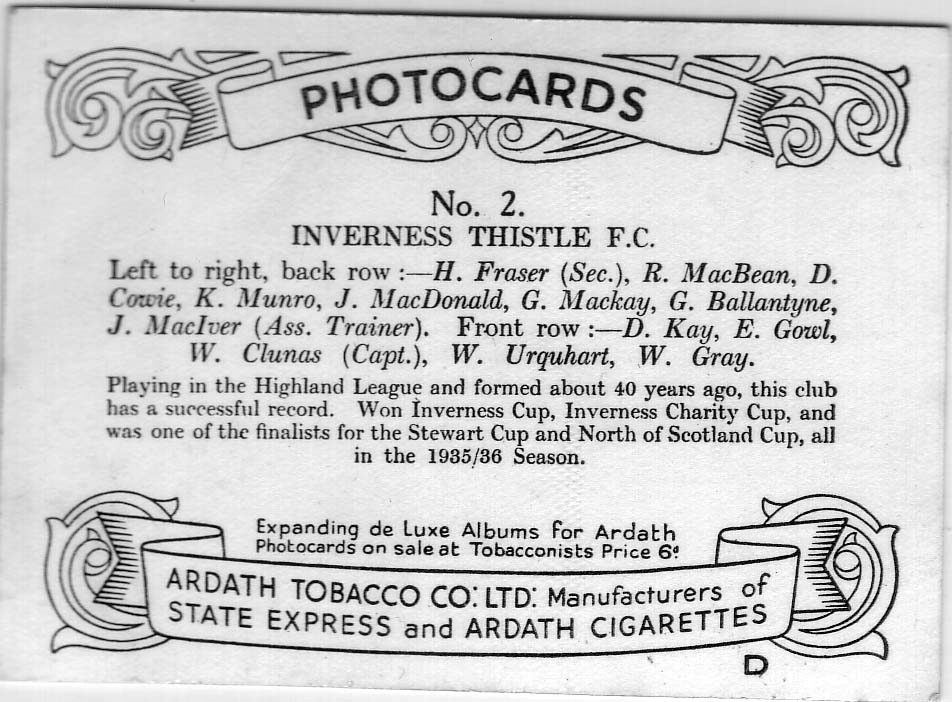 PHOTOCARDS
No. 2.
INVERNESS THISTLE F.C.
Left to right, back row :—H. Fraser (Sec.), R. MacBean, D.
Cowie, K. Munro, J. MacDonald, G. Mackay, G. Ballantyne,
J. MacIver (Ass. Trainer). Front row :—D. Kay, E. Gowl,
W. Clunas (Capt.), W. Urquhart, W. Gray.
Playing in the Highland League and formed about 40 years ago, this club
has a successful record. Won Inverness Cup, Inverness Charity Cup, and
was one of the finalists for the Stewart Cup and North of Scotland Cup, all
in the 1935/36 Season.
Expanding de Luxe Albums for Ardath
Photocards on sale at Tobacconists Price 6ᵈ
ARDATH TOBACCO CO: LTD: Manufacturers of
STATE EXPRESS and ARDATH CIGARETTES
D